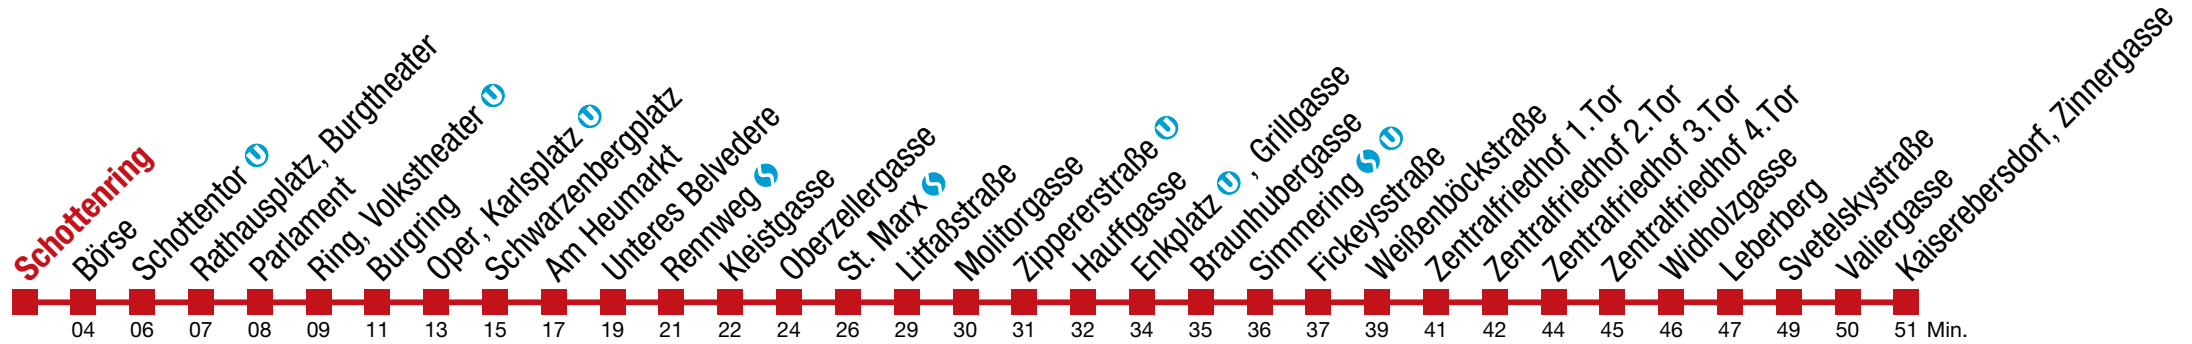 Schottenring
Börse
Schottentor U
Rathausplatz, Burgtheater
Parlament
Ring, Volkstheater U
Burgring
Oper, Karlsplatz U
Schwarzenbergplatz
Am Heumarkt
Unteres Belvedere
Rennweg S
Kleistgasse
Oberzellergasse
St. Marx S
Litfaßstraße
Molitorgasse
Zippererstraße U
Hauffgasse
Enkplatz U, Grillgasse
Braunhubergasse
Simmering S U
Fickeysstraße
Weißenböckstraße
Zentralfriedhof 1.Tor
Zentralfriedhof 2.Tor
Zentralfriedhof 3.Tor
Zentralfriedhof 4.Tor
Widholzgasse
Leberberg
Svetelskystraße
Valiergasse
Kaiserebersdorf, Zinnergasse
04 06 07 08 09 11 13 15 17 19 21 22 24 26 29 30 31 32 34 35 36 37 39 41 42 44 45 46 47 49 50 51 Min.